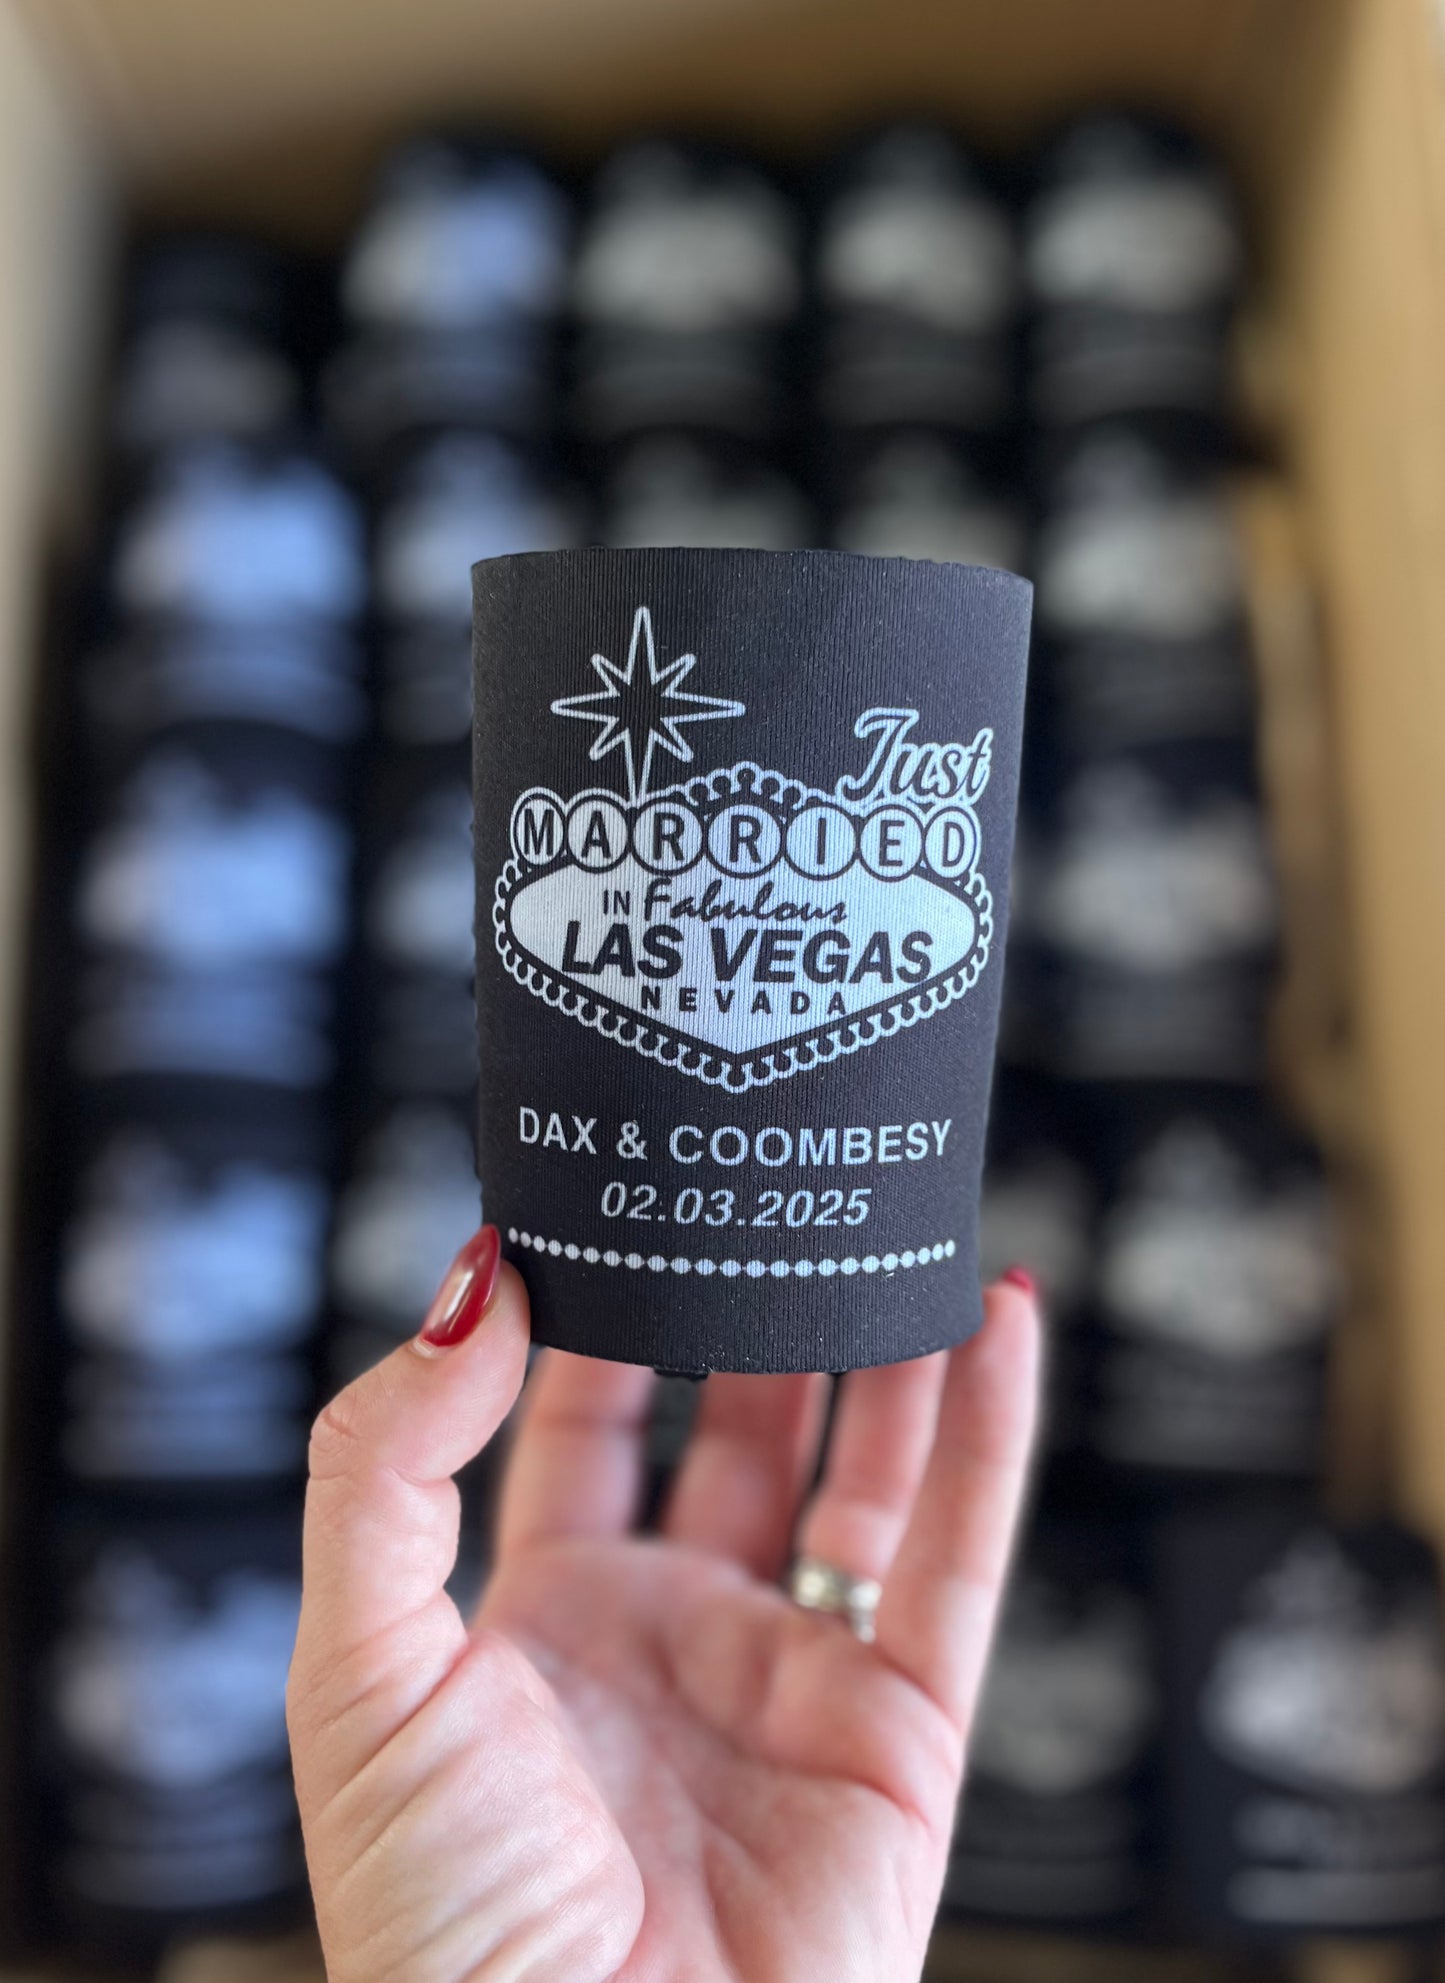 Just
MARRIED
IN Fabulous
LAS VEGAS
NEVADA
DAX & COOMBESY
02.03.2025